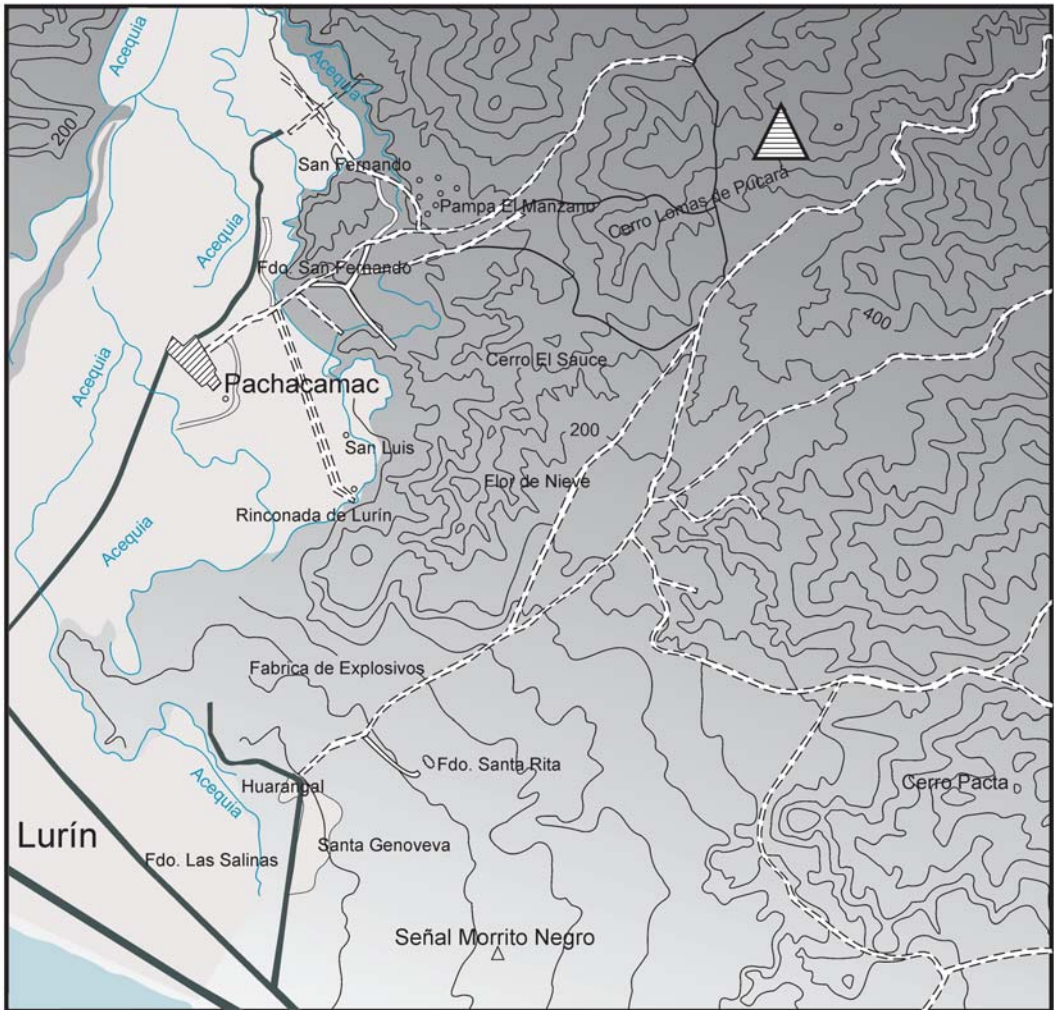 Acequia
Acequia
200
San Fernando
Pampa El Manzano
Cerro Lomas de Pucará
Acequia
Fdo. San Fernando
400
Acequia
Cerro El Sauce
Pachacamac
200
San Luis
Flor de Nieve
Rinconada de Lurín
Acequia
Fabrica de Explosivos
Fdo. Santa Rita
Huarangal
Acequia
Cerro Pacta
Lurín
Santa Genoveva
Fdo. Las Salinas
Señal Morrito Negro